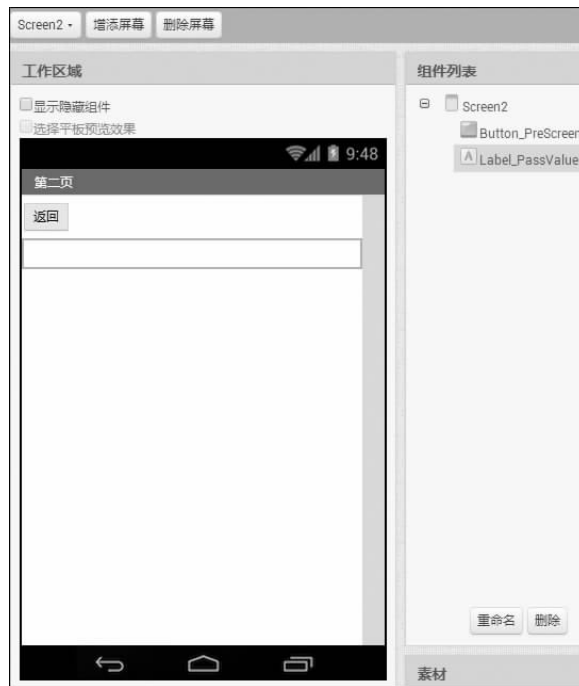 Screen2
增添屏幕
删除屏幕
工作区域
显示隐藏组件
选择平板预览效果
9:48
第二页
返回
组件列表
Screen2
Button_PreScreen
A Label_PassValue
重命名
删除
素材